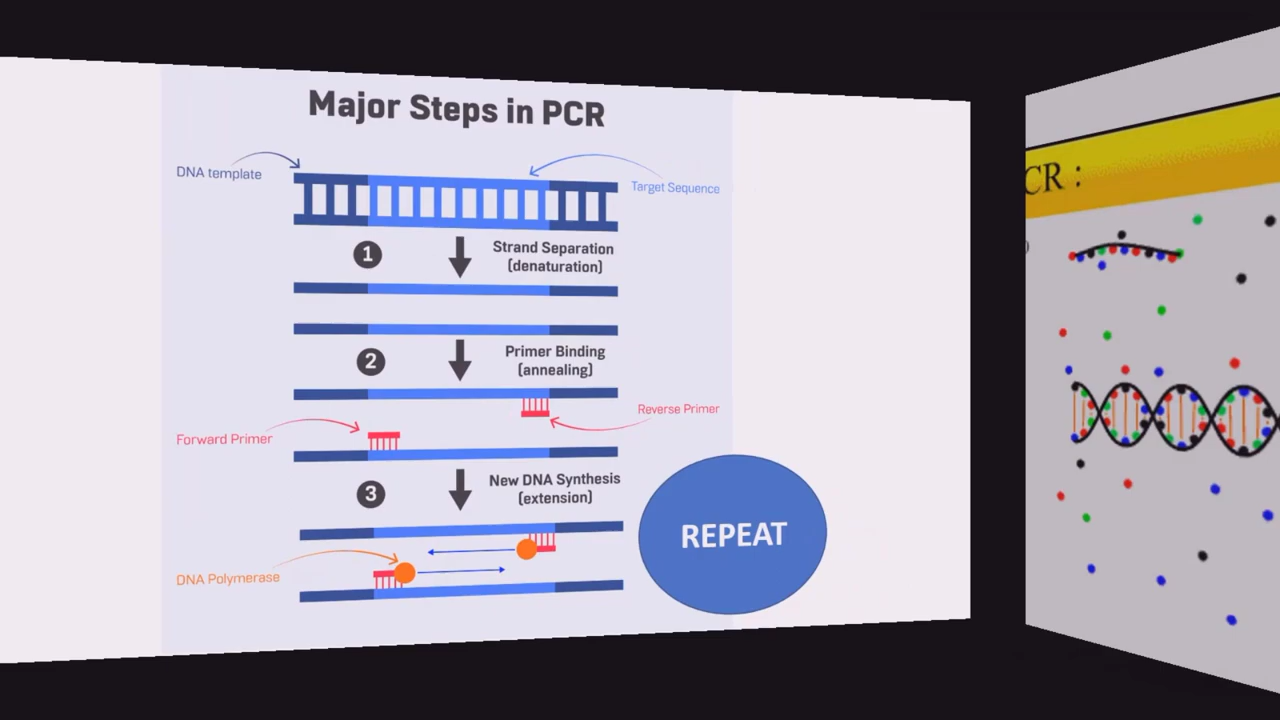 Major Steps in PCR
DNA template
Target Sequence
1
Strand Separation
(denaturation)
2
Primer Binding
(annealing)
Reverse Primer
Forward Primer
3
New DNA Synthesis
(extension)
REPEAT
DNA Polymerase
CR :